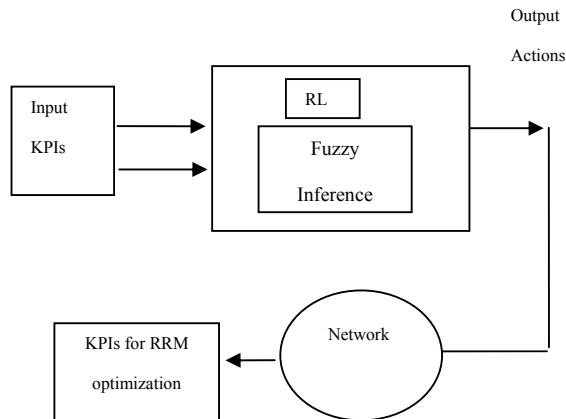 Output
Actions
Input
KPIs
RL
Fuzzy
Inference
Network
KPIs for RRM
optimization